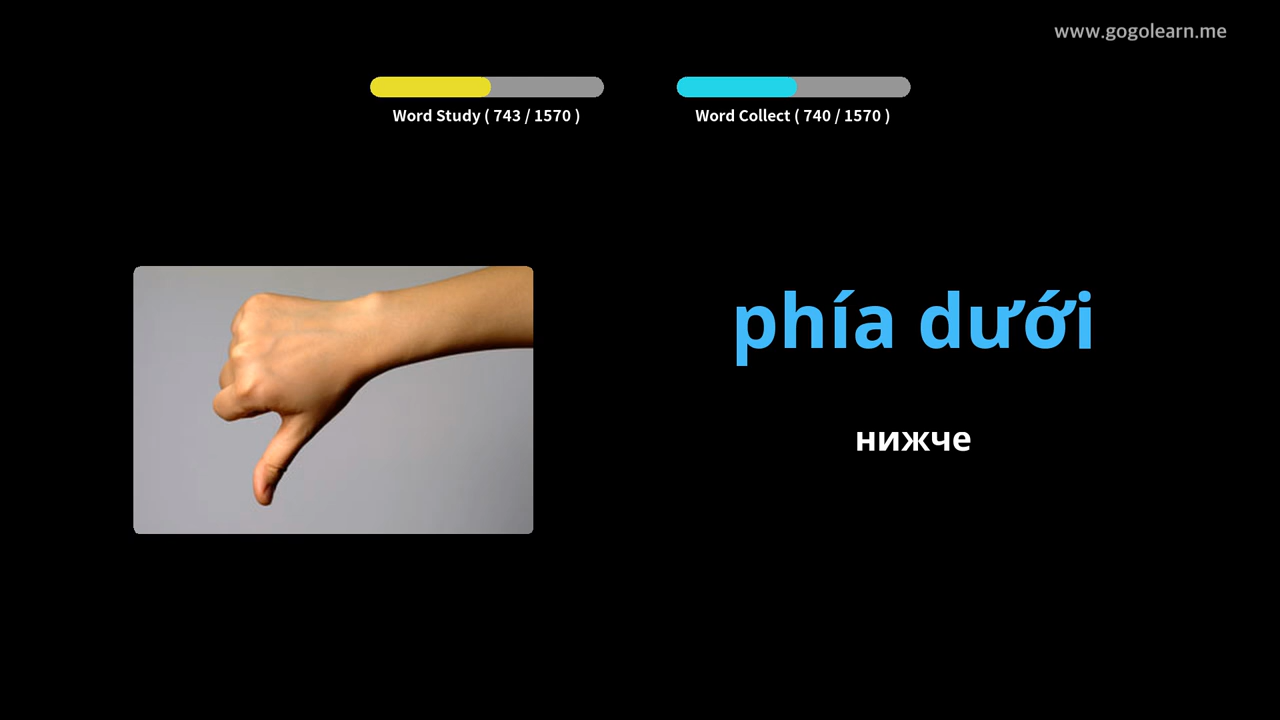 www.gogolearn.me
Word Study ( 743 / 1570 )
Word Collect ( 740 / 1570 )
phía dưới
нижче